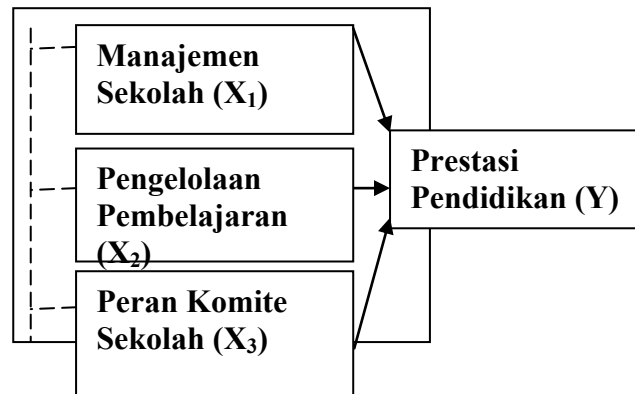 Manajemen
Sekolah (X₁)
Pengelolaan
Pembelajaran
(X₂)
Peran Komite
Sekolah (X₃)
Prestasi
Pendidikan (Y)